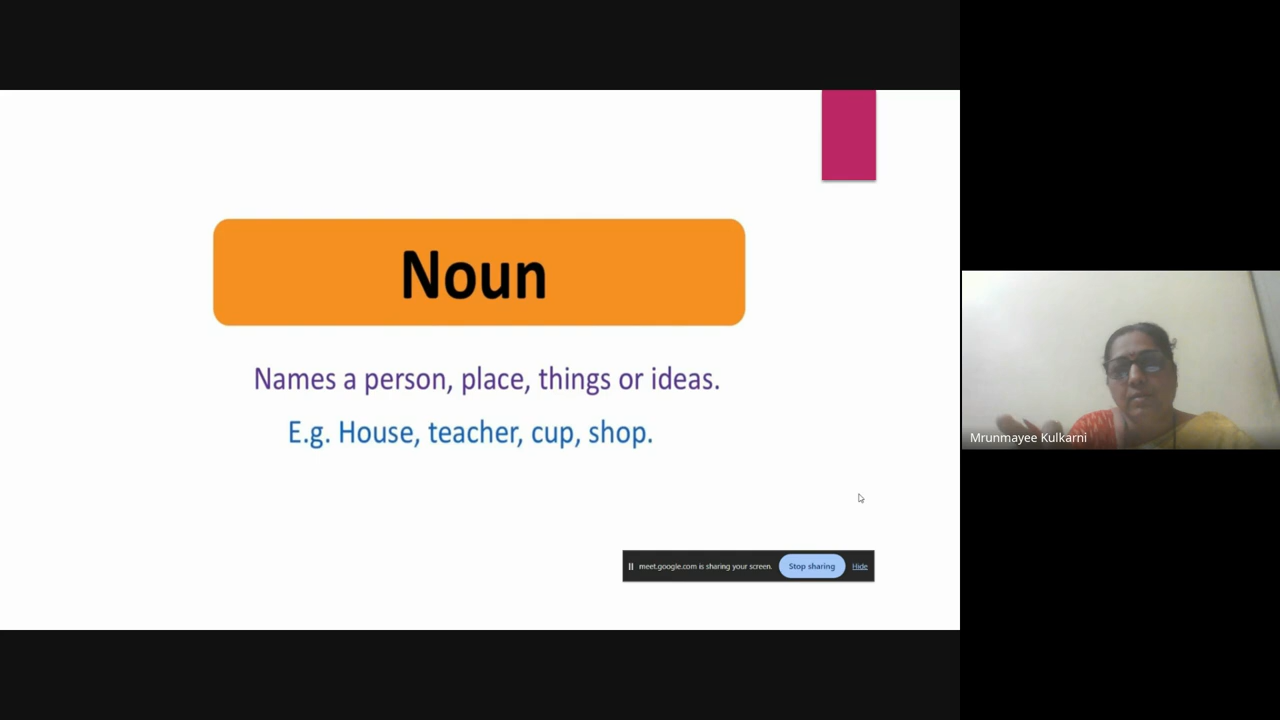 Noun
Names a person, place, things or ideas.
E.g. House, teacher, cup, shop.
meet.google.com is sharing your screen. Stop sharing Hide
Mrunmayee Kulkarni